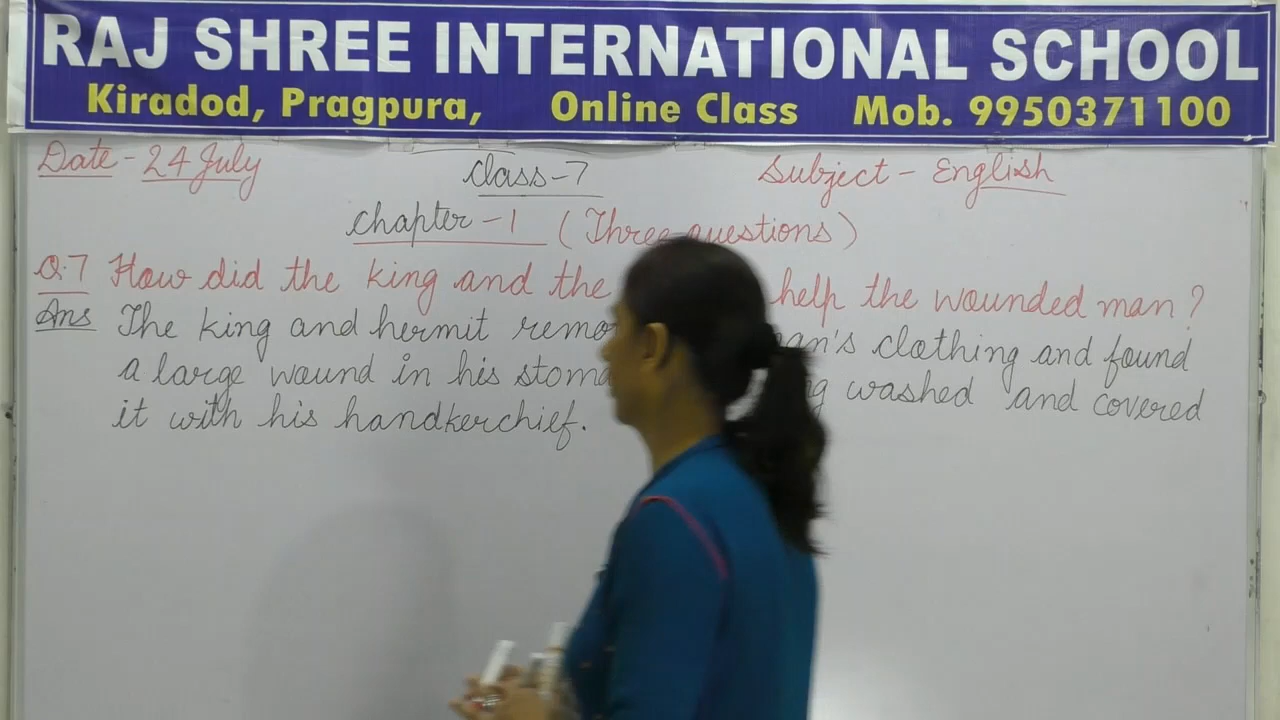 RAJ SHREE INTERNATIONAL SCHOOL
Kiradod, Pragpura, Online Class Mob. 9950371100
Date - 24 July Class-7 Subject - English
Chapter - 1 (Three questions)
Q.7 How did the king and the help the wounded man?
Ans The king and hermit remo an's clothing and found
a large wound in his stoma g washed and covered
it with his handkerchief.